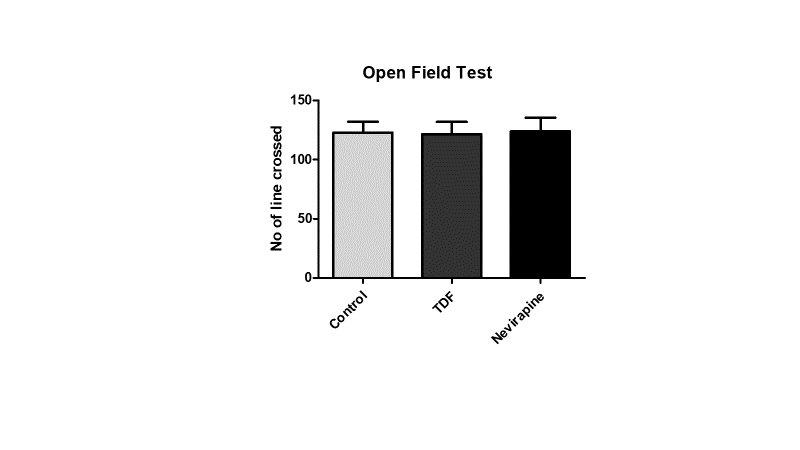 Open Field Test
No of line crossed
150
100
50
0
Control
TDF
Nevirapine